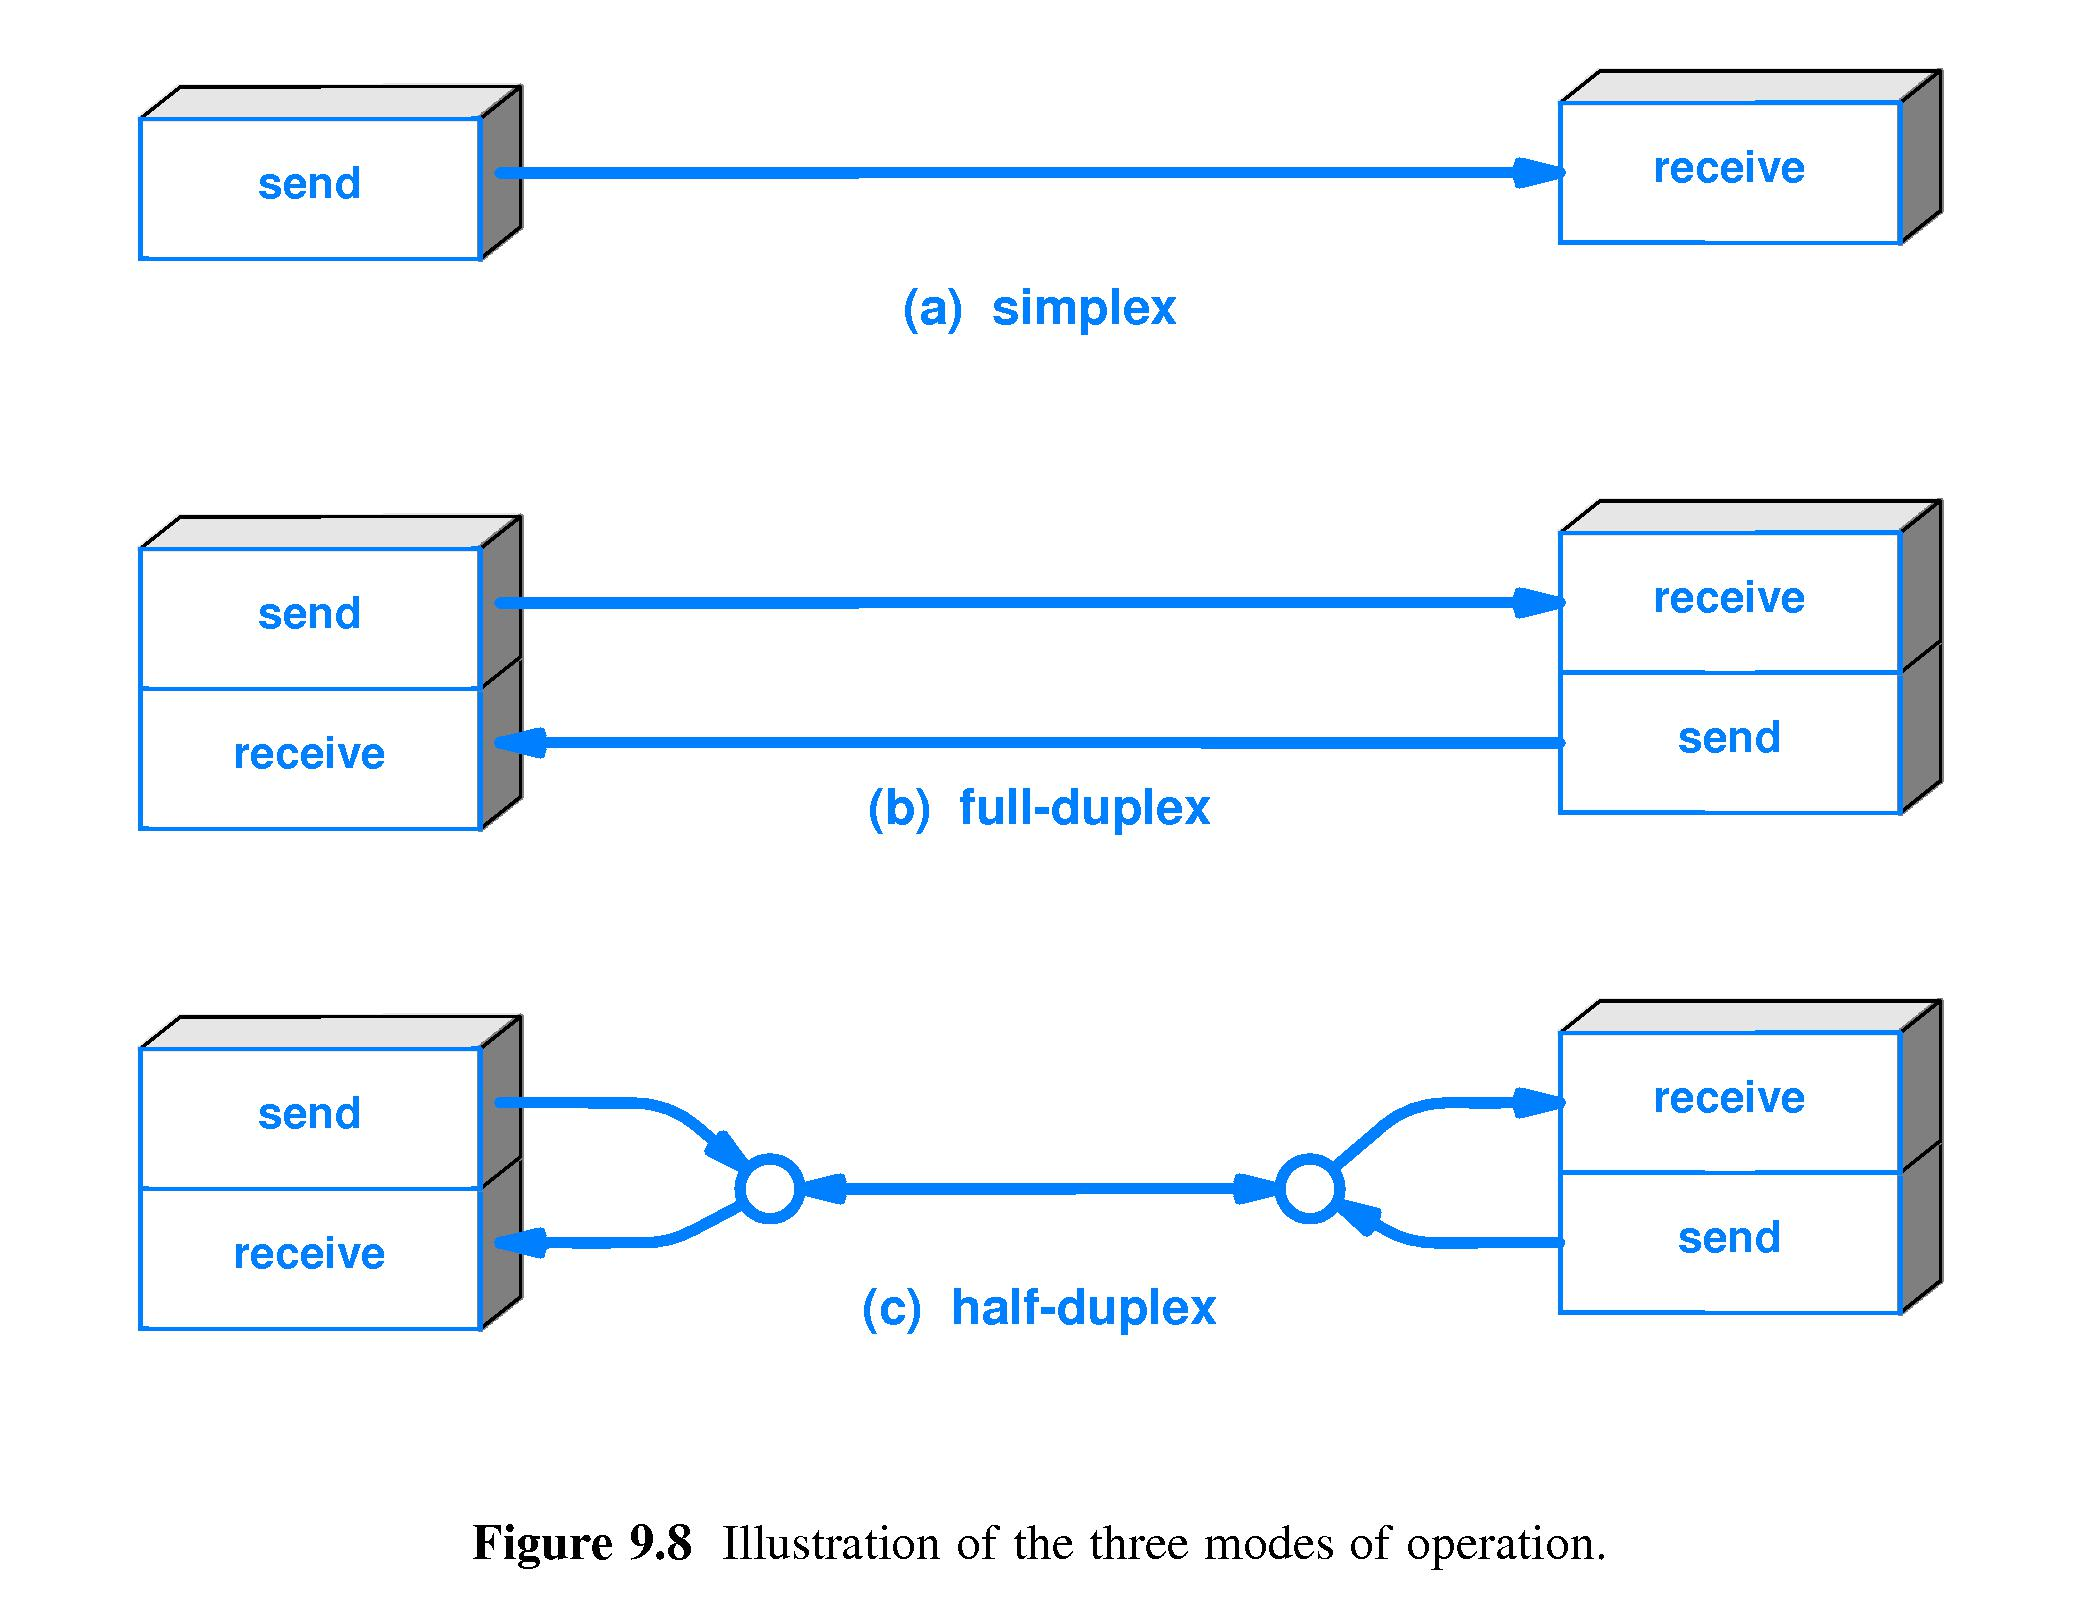 send
receive
(a) simplex
send
receive
receive
send
(b) full-duplex
send
receive
receive
send
(c) half-duplex
Figure 9.8 Illustration of the three modes of operation.